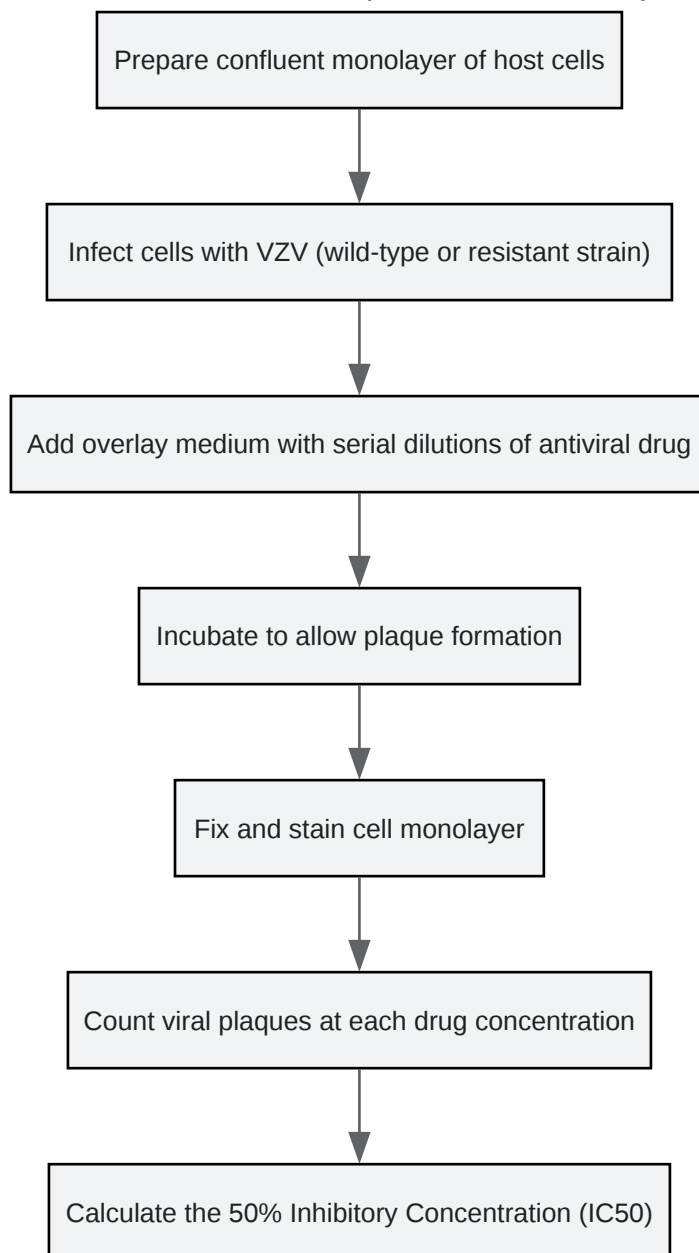 Prepare confluent monolayer of host cells
Infect cells with VZV (wild-type or resistant strain)
Add overlay medium with serial dilutions of antiviral drug
Incubate to allow plaque formation
Fix and stain cell monolayer
Count viral plaques at each drug concentration
Calculate the 50% Inhibitory Concentration (IC50)